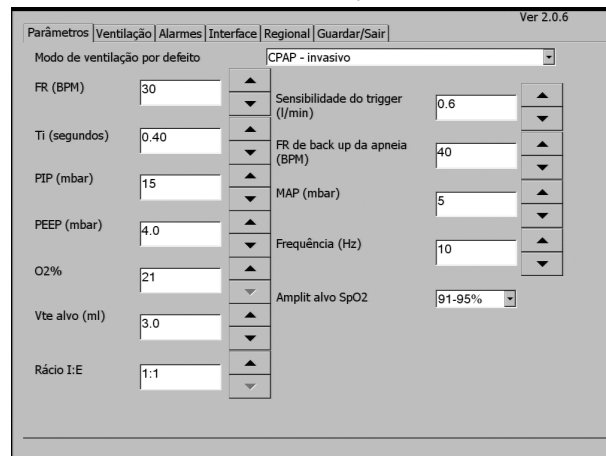 Ver 2.0.6
Parâmetros Ventilação Alarmes Interface Regional Guardar/Sair
Modo de ventilação por defeito CPAP - invasivo
FR (BPM) 30
Ti (segundos) 0.40
PIP (mbar) 15
PEEP (mbar) 4.0
O2% 21
Vte alvo (ml) 3.0
Rácio I:E 1:1
Sensibilidade do trigger
(l/min) 0.6
FR de back up da apneia
(BPM) 40
MAP (mbar) 5
Frequência (Hz) 10
Amplit alvo SpO2 91-95%